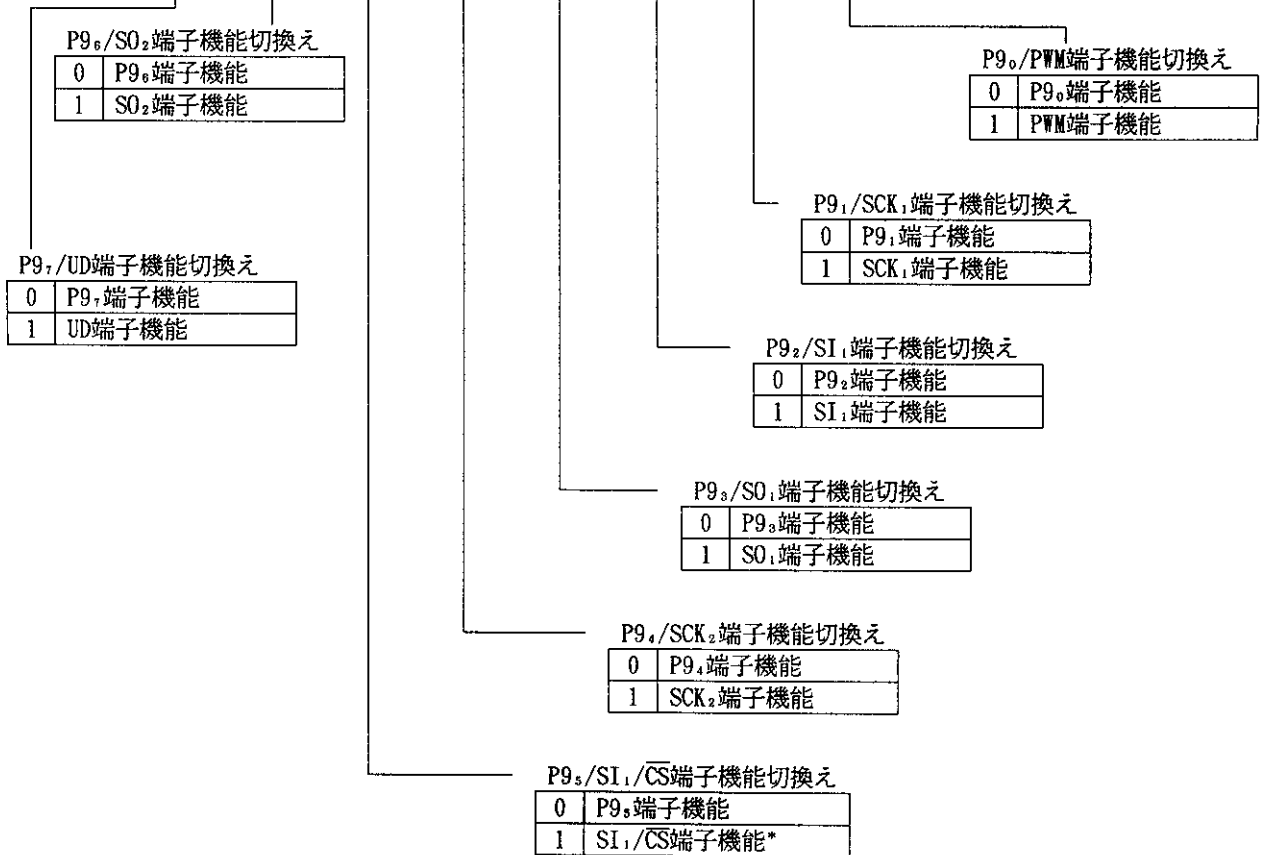 P9₆/SO₂端子機能切換え
0 P9₆端子機能
1 SO₂端子機能
P9₀/PWM端子機能切換え
0 P9₀端子機能
1 PWM端子機能
P9₁/SCK₁端子機能切換え
0 P9₁端子機能
1 SCK₁端子機能
P9₇/UD端子機能切換え
0 P9₇端子機能
1 UD端子機能
P9₂/SI₁端子機能切換え
0 P9₂端子機能
1 SI₁端子機能
P9₃/SO₁端子機能切換え
0 P9₃端子機能
1 SO₁端子機能
P9₄/SCK₂端子機能切換え
0 P9₄端子機能
1 SCK₂端子機能
P9₅/SI₁/C̅S̅端子機能切換え
0 P9₅端子機能
1 SI₁/C̅S̅端子機能*